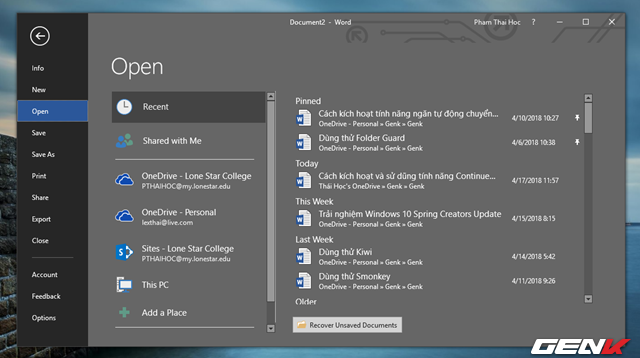 Document2 - Word
Pham Thai Hoc
?
Info
New
Open
Save
Save As
Print
Share
Export
Close
Account
Feedback
Options
Open
Recent
Shared with Me
OneDrive - Lone Star College
PTHAIHOC@my.lonestar.edu
OneDrive - Personal
lexthai@live.com
Sites - Lone Star College
PTHAIHOC@my.lonestar.edu
This PC
Add a Place
Pinned
Cách kích hoạt tính năng ngăn tự động chuyển...
OneDrive - Personal » Genk » Genk
4/10/2018 10:27
Dùng thử Folder Guard
OneDrive - Personal » Genk » Genk
4/6/2018 10:38
Today
Cách kích hoạt và sử dũng tính năng Continue...
Thái Học's OneDrive » Genk » Genk
4/17/2018 11:57
This Week
Trải nghiệm Windows 10 Spring Creators Update
OneDrive - Personal » Genk » Genk
4/15/2018 8:15
Last Week
Dùng thử Kiwi
OneDrive - Personal » Genk » Genk
4/14/2018 5:42
Dùng thử Smonkey
OneDrive - Personal » Genk » Genk
4/11/2018 9:26
Older
Recover Unsaved Documents
GENK